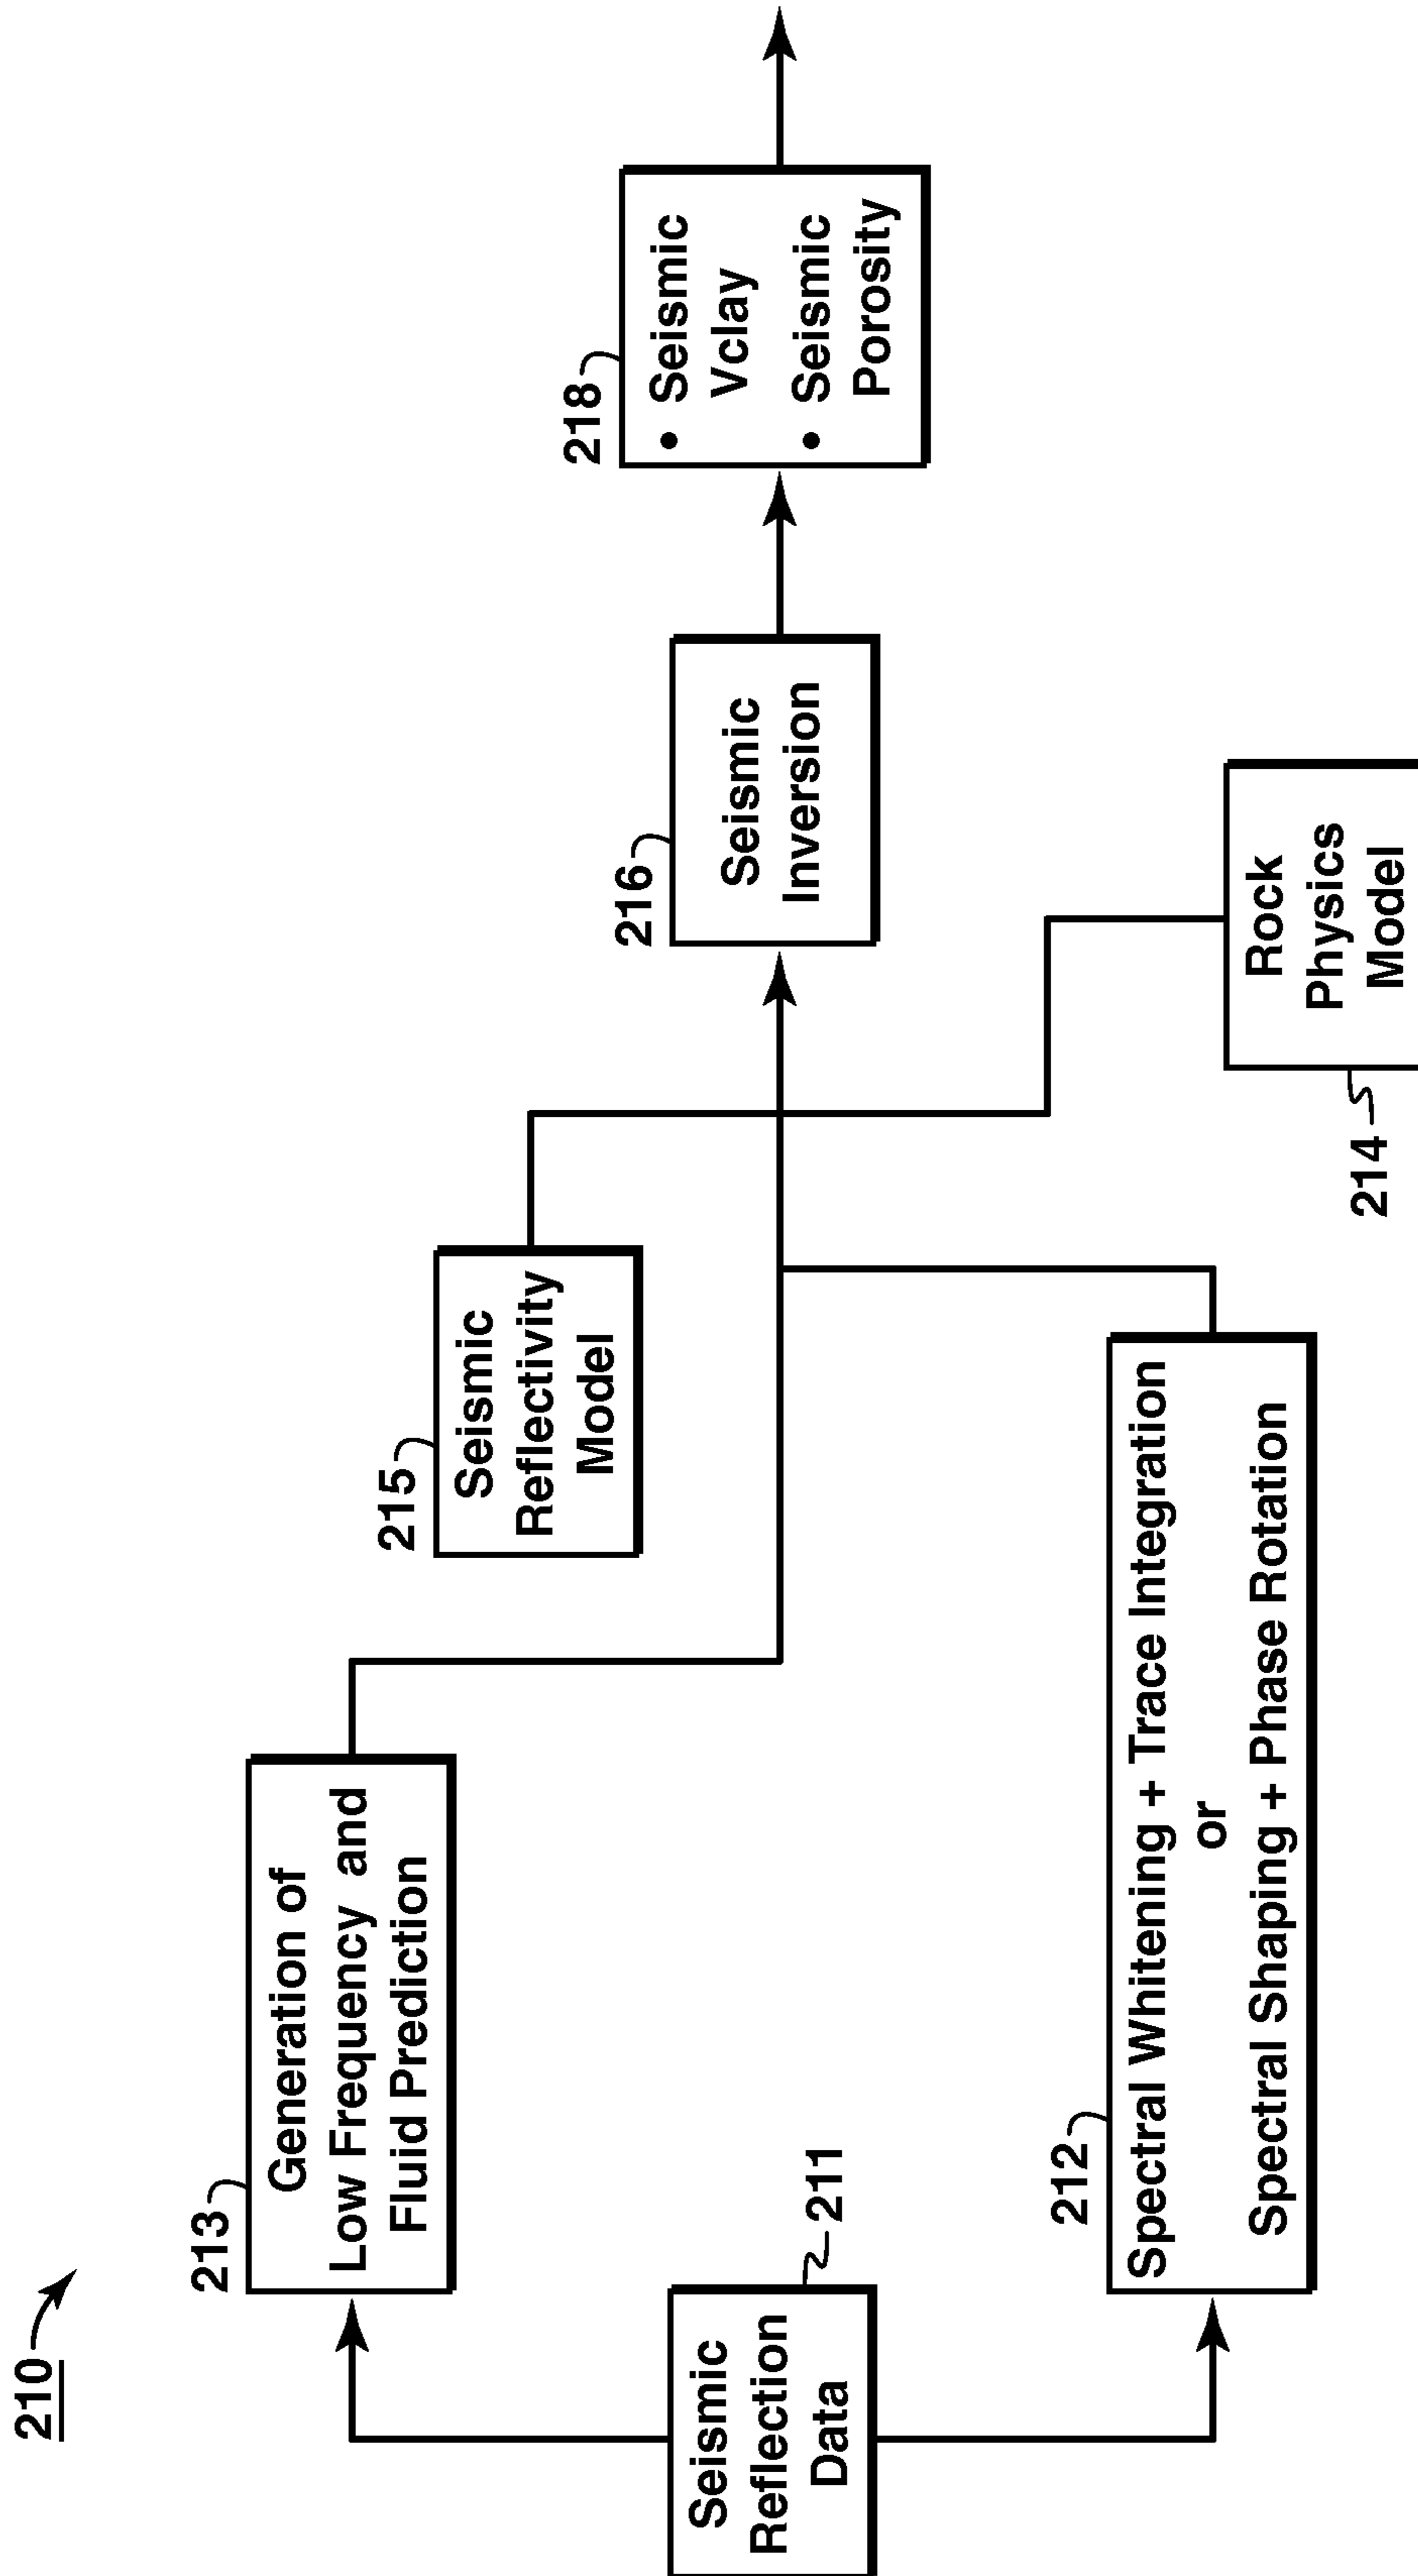 210
213
Generation of
Low Frequency and
Fluid Prediction
211
Seismic
Reflection
Data
212
Spectral Whitening + Trace Integration
or
Spectral Shaping + Phase Rotation
215
Seismic
Reflectivity
Model
214
Rock
Physics
Model
216
Seismic
Inversion
218
• Seismic
Vclay
• Seismic
Porosity